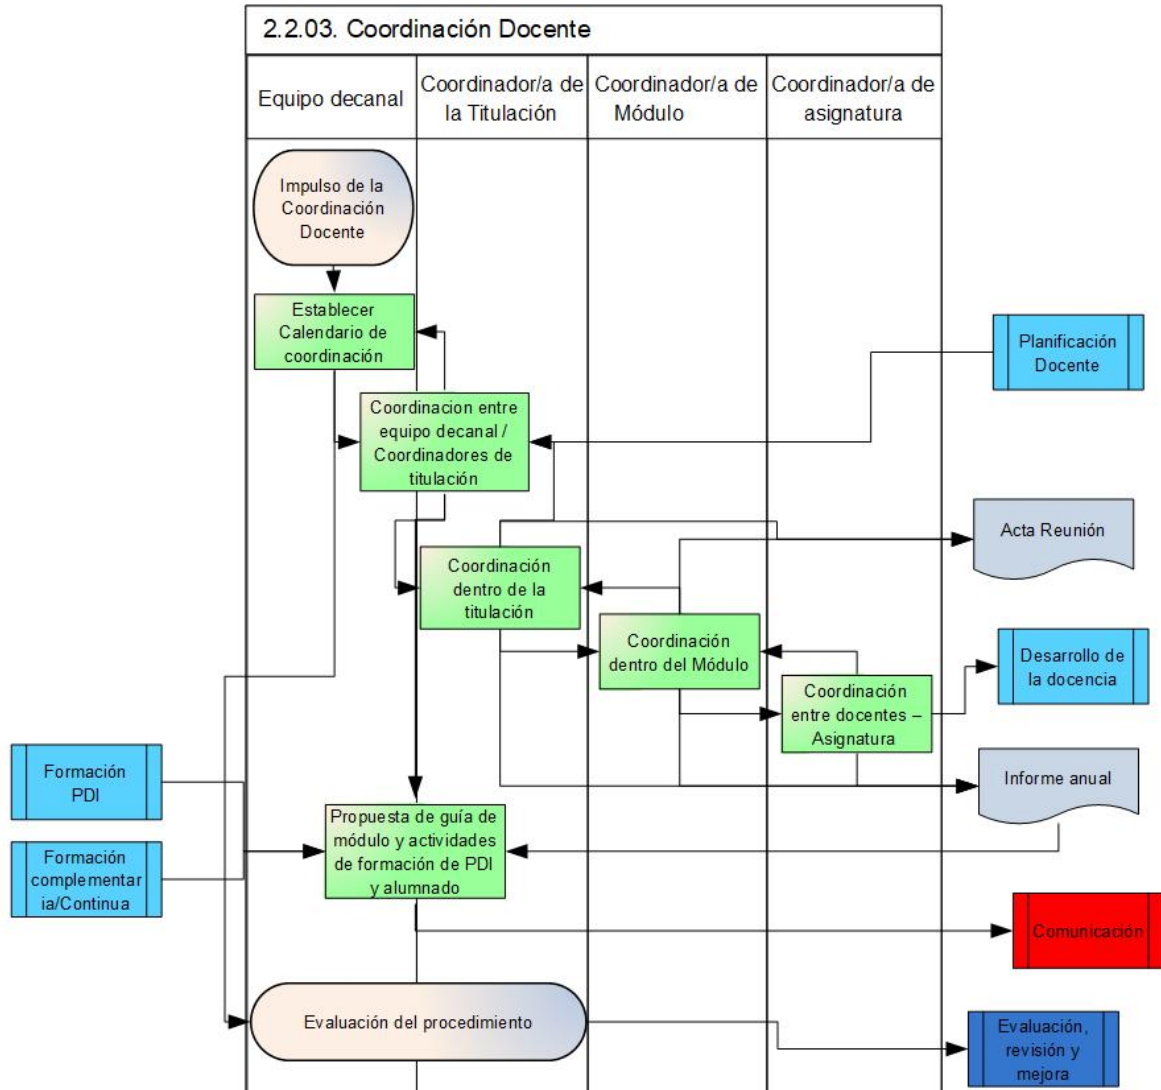 2.2.03. Coordinación Docente
Equipo decanal
Coordinador/a de
la Titulación
Coordinador/a de
Módulo
Coordinador/a de
asignatura
Impulso de la
Coordinación
Docente
Establecer
Calendario de
coordinación
Planificación
Docente
Coordinacion entre
equipo decanal /
Coordinadores de
titulación
Acta Reunión
Coordinación
dentro de la
titulación
Coordinación
dentro del Módulo
Desarrollo de
la docencia
Coordinación
entre docentes –
Asignatura
Formación
PDI
Informe anual
Propuesta de guía de
módulo y actividades
de formación de PDI
y alumnado
Formación
complementar
ia/Continua
Comunicación
Evaluación del procedimiento
Evaluación,
revisión y
mejora